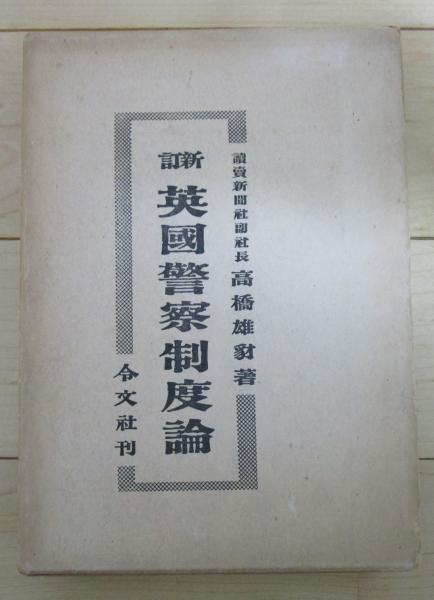 讀賣新聞社副社長 高橋雄豺著
新訂 英國警察制度論
令文社刊